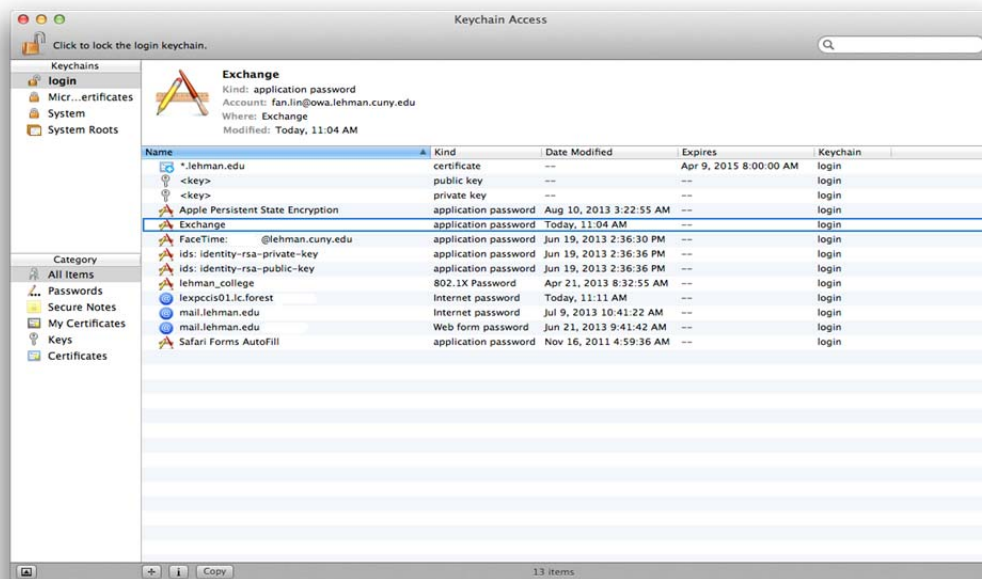 Keychain Access
Click to lock the login keychain.
Keychains
login
Micr...ertificates
System
System Roots
Exchange
Kind: application password
Account: fan.lin@owa.lehman.cuny.edu
Where: Exchange
Modified: Today, 11:04 AM
Name Kind Date Modified Expires Keychain
*.lehman.edu certificate -- Apr 9, 2015 8:00:00 AM login
<key> public key -- -- login
<key> private key -- -- login
Apple Persistent State Encryption application password Aug 10, 2013 3:22:55 AM -- login
Exchange application password Today, 11:04 AM -- login
FaceTime: @lehman.cuny.edu application password Jun 19, 2013 2:36:30 PM -- login
ids: identity-rsa-private-key application password Jun 19, 2013 2:36:36 PM -- login
ids: identity-rsa-public-key application password Jun 19, 2013 2:36:36 PM -- login
lehman_college 802.1X Password Apr 21, 2013 8:32:55 AM -- login
lexpccis01.lc.forest Internet password Today, 11:11 AM -- login
mail.lehman.edu Internet password Jul 9, 2013 10:41:22 AM -- login
mail.lehman.edu Web form password Jun 21, 2013 9:41:42 AM -- login
Safari Forms AutoFill application password Nov 16, 2011 4:59:36 AM -- login
Category
All Items
Passwords
Secure Notes
My Certificates
Keys
Certificates
+ i Copy 13 items